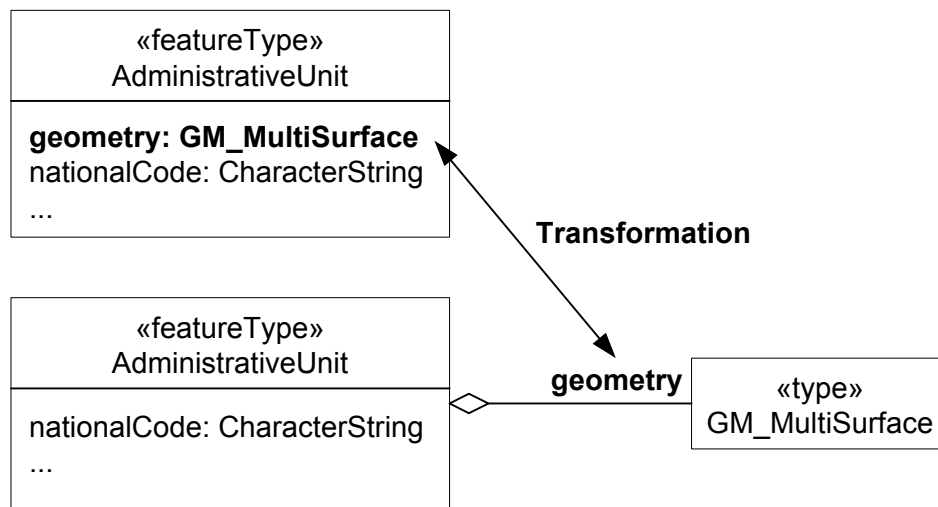 «featureType»
AdministrativeUnit
geometry: GM_MultiSurface
nationalCode: CharacterString
...
Transformation
«featureType»
AdministrativeUnit
nationalCode: CharacterString
...
geometry
«type»
GM_MultiSurface